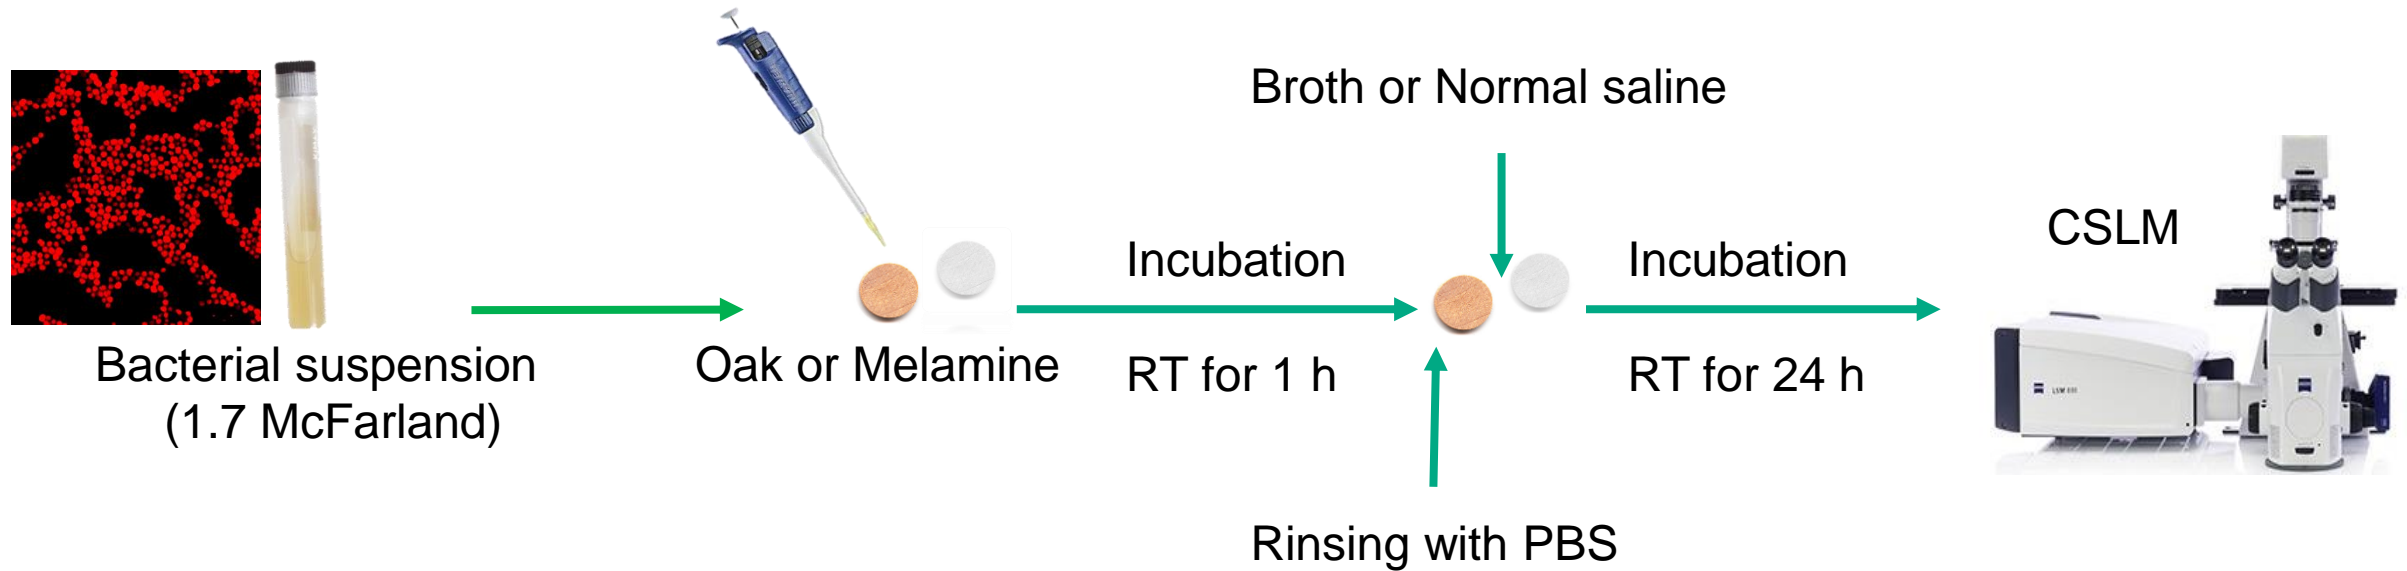 Bacterial suspension
(1.7 McFarland)
Oak or Melamine
Incubation
RT for 1 h
Broth or Normal saline
Rinsing with PBS
Incubation
RT for 24 h
CSLM